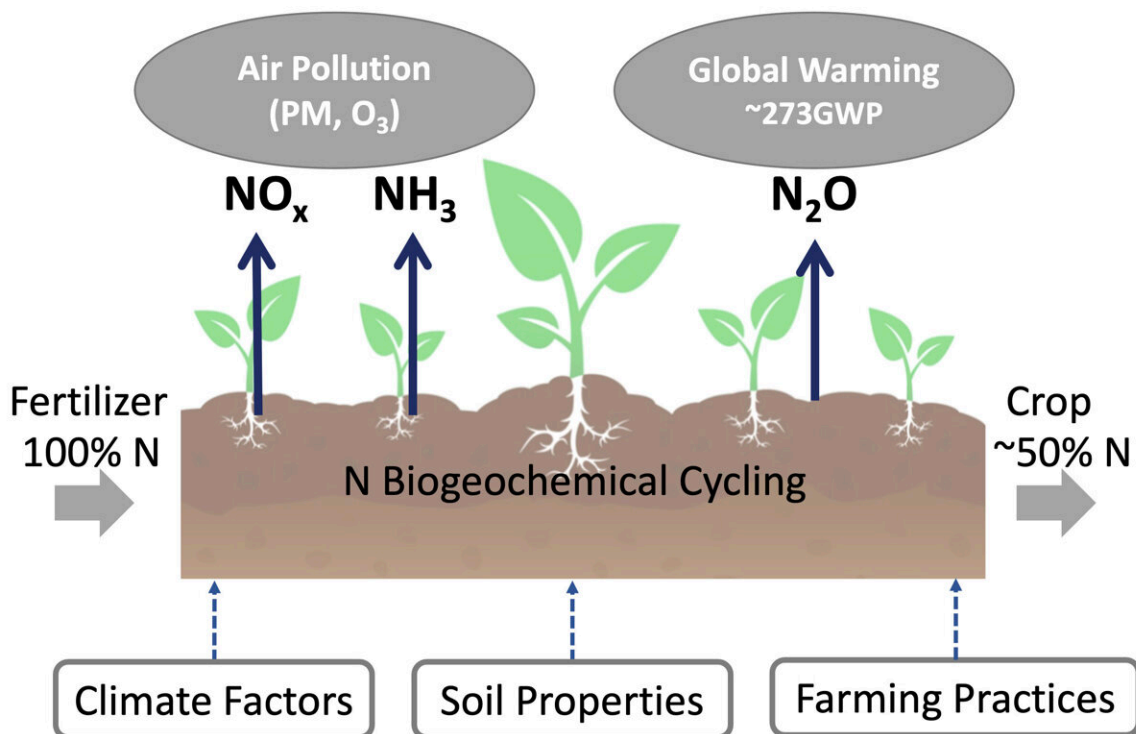 Air Pollution
(PM, O₃)
Global Warming
~273GWP
NOₓ
NH₃
N₂O
Fertilizer
100% N
Crop
~50% N
N Biogeochemical Cycling
Climate Factors
Soil Properties
Farming Practices